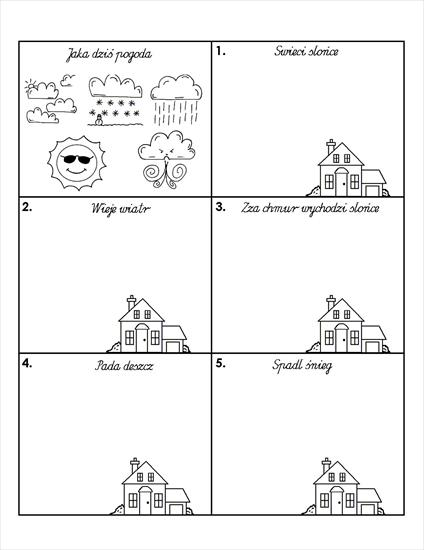 Jaka dziś pogoda
1. Świeci słońce
2. Wieje wiatr
3. Zza chmur wychodzi słońce
4. Pada deszcz
5. Spadł śnieg